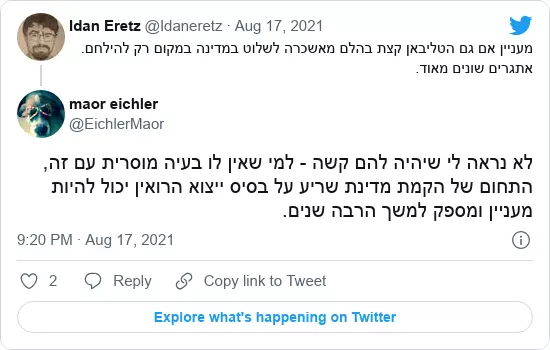 Idan Eretz @Idaneretz · Aug 17, 2021
מעניין אם גם הטליבאן קצת בהלם מאשכרה לשלוט במדינה במקום רק להילחם.
אתגרים שונים מאוד.
maor eichler
@EichlerMaor
לא נראה לי שיהיה להם קשה - למי שאין לו בעיה מוסרית עם זה,
התחום של הקמת מדינת שריע על בסיס ייצוא הרואין יכול להיות
מעניין ומספק למשך הרבה שנים.
9:20 PM · Aug 17, 2021
2 Reply Copy link to Tweet
Explore what's happening on Twitter